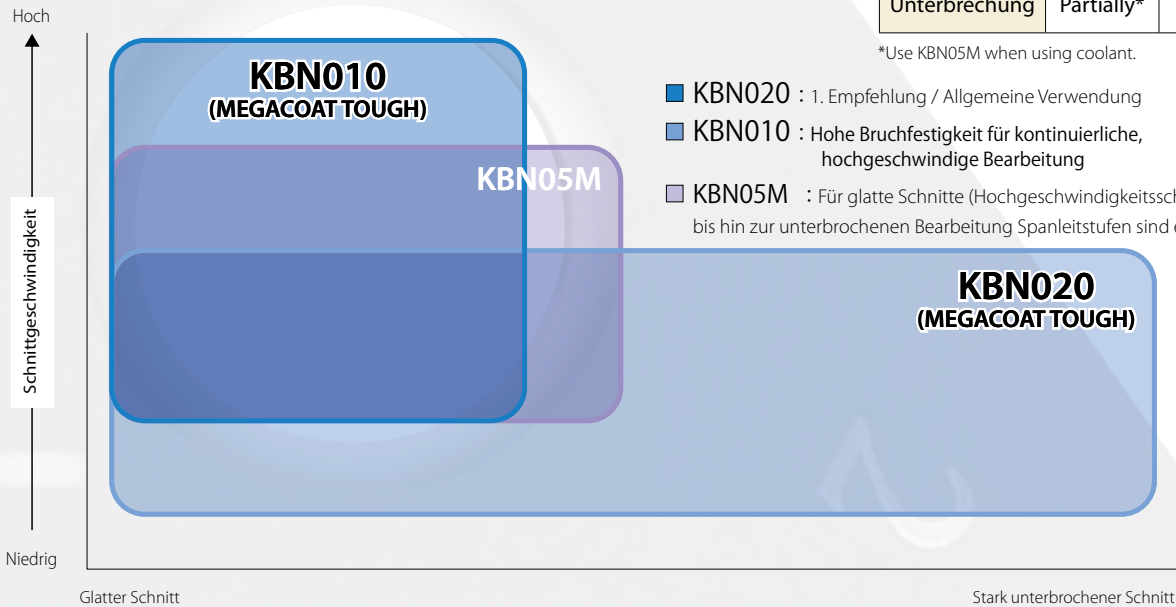 Unterbrechung Partially*
*Use KBN05M when using coolant.
Hoch
KBN010
(MEGACOAT TOUGH)
KBN020 : 1. Empfehlung / Allgemeine Verwendung
KBN010 : Hohe Bruchfestigkeit für kontinuierliche,
hochgeschwindige Bearbeitung
KBN05M
KBN05M : Für glatte Schnitte
bis hin zur unterbrochenen Bearbeitung Spanleitstufen sind
Schnittgeschwindigkeit
KBN020
(MEGACOAT TOUGH)
Niedrig
Glatter Schnitt
Stark unterbrochener Schnitt